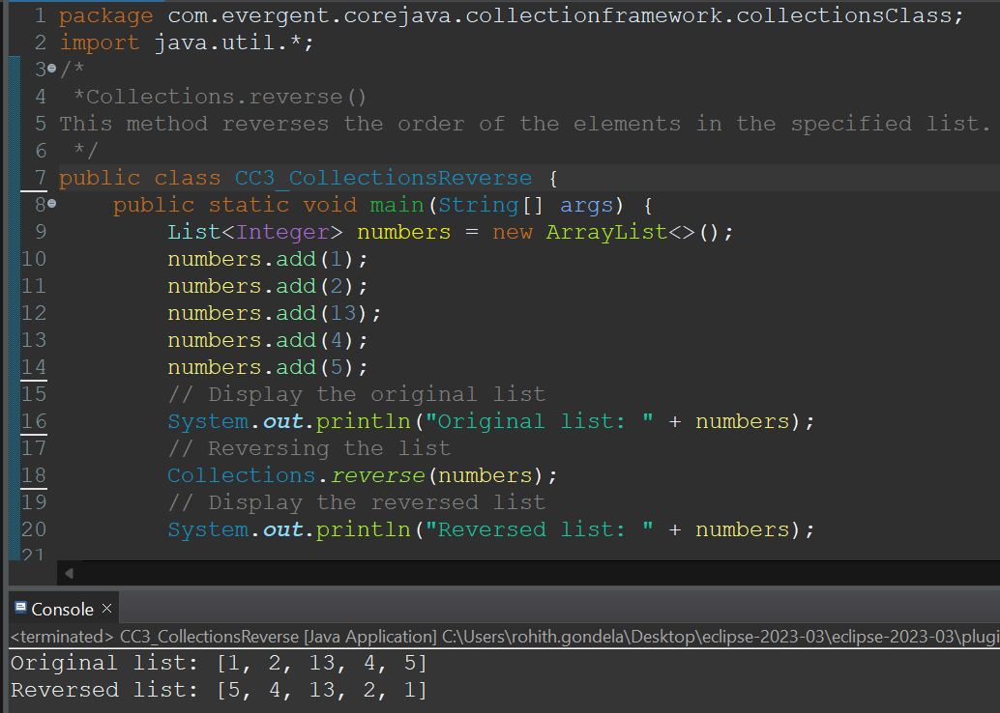 1 package com.evergent.corejava.collectionframework.collectionsClass;
2 import java.util.*;
3 /*
4  *Collections.reverse()
5 This method reverses the order of the elements in the specified list.
6  */
7 public class CC3_CollectionsReverse {
8     public static void main(String[] args) {
9         List<Integer> numbers = new ArrayList<>();
10         numbers.add(1);
11         numbers.add(2);
12         numbers.add(13);
13         numbers.add(4);
14         numbers.add(5);
15         // Display the original list
16         System.out.println("Original list: " + numbers);
17         // Reversing the list
18         Collections.reverse(numbers);
19         // Display the reversed list
20         System.out.println("Reversed list: " + numbers);
21
Console ×
<terminated> CC3_CollectionsReverse [Java Application] C:\Users\rohith.gondela\Desktop\eclipse-2023-03\eclipse-2023-03\plugi
Original list: [1, 2, 13, 4, 5]
Reversed list: [5, 4, 13, 2, 1]